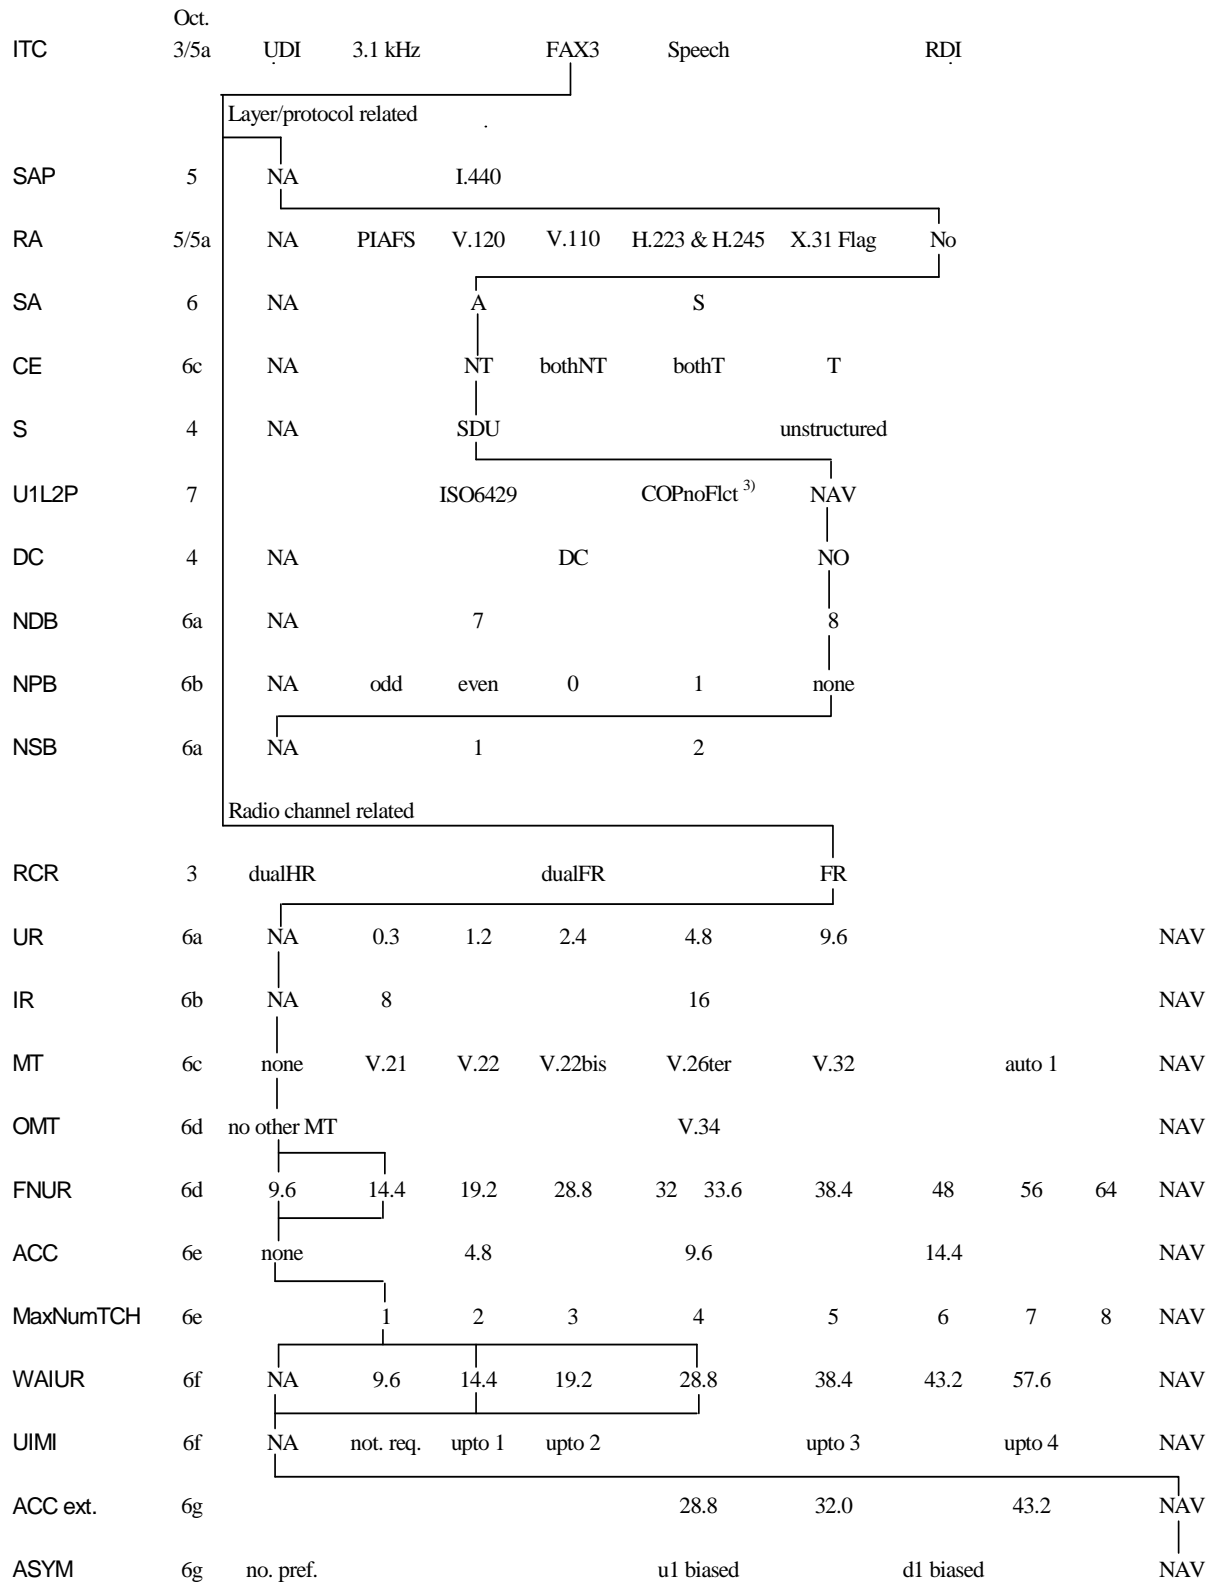 Oct.
ITC 3/5a UDI 3.1 kHz FAX3 Speech RDI
Layer/protocol related
SAP 5 NA I.440
RA 5/5a NA PIAFS V.120 V.110 H.223 & H.245 X.31 Flag No
SA 6 NA A S
CE 6c NA NT bothNT bothT T
S 4 NA SDU unstructured
U1L2P 7 ISO6429 COPnoFlct 3) NAV
DC 4 NA DC NO
NDB 6a NA 7 8
NPB 6b NA odd even 0 1 none
NSB 6a NA 1 2
Radio channel related
RCR 3 dualHR dualFR FR
UR 6a NA 0.3 1.2 2.4 4.8 9.6 NAV
IR 6b NA 8 16 NAV
MT 6c none V.21 V.22 V.22bis V.26ter V.32 auto 1 NAV
OMT 6d no other MT V.34 NAV
FNUR 6d 9.6 14.4 19.2 28.8 32 33.6 38.4 48 56 64 NAV
ACC 6e none 4.8 9.6 14.4 NAV
MaxNumTCH 6e 1 2 3 4 5 6 7 8 NAV
WAIUR 6f NA 9.6 14.4 19.2 28.8 38.4 43.2 57.6 NAV
UIMI 6f NA not. req. upto 1 upto 2 upto 3 upto 4 NAV
ACC ext. 6g 28.8 32.0 43.2 NAV
ASYM 6g no. pref. u1 biased d1 biased NAV